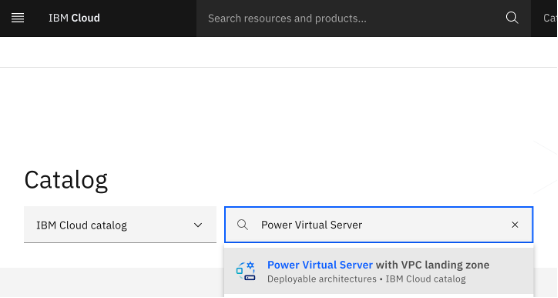 IBM Cloud
Search resources and products...
Catalog
IBM Cloud catalog
Power Virtual Server
Power Virtual Server with VPC landing zone
Deployable architectures • IBM Cloud catalog